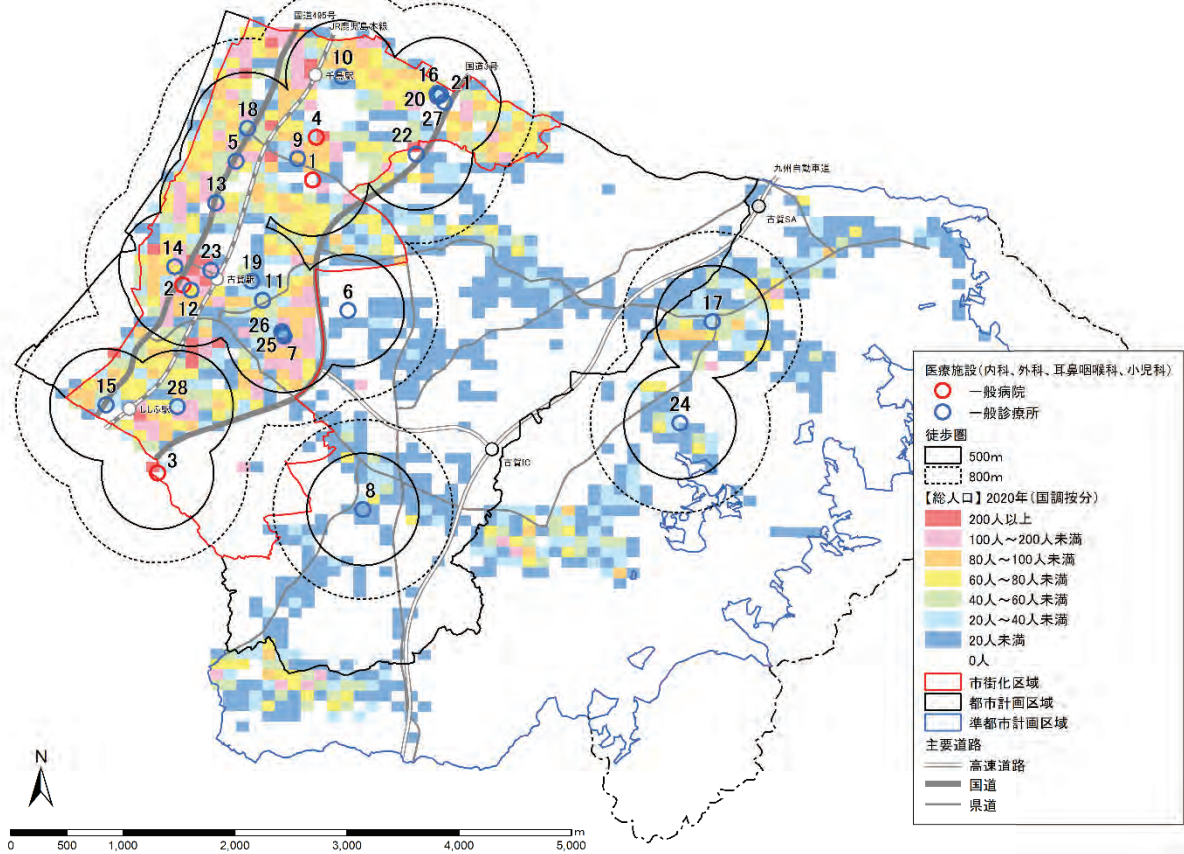 国道495号
JR鹿児島本線
10
千鳥駅
国道3号
16
21
20
27
18
4
22
5
9
1
九州自動車道
13
古賀SA
14
23
19
2
古賀駅
11
6
12
17
26
25
7
15
28
ししぶ駅
24
古賀IC
3
8
医療施設(内科、外科、耳鼻咽喉科、小児科)
一般病院
一般診療所
徒歩圏
500m
800m
【総人口】2020年(国調按分)
200人以上
100人～200人未満
80人～100人未満
60人～80人未満
40人～60人未満
20人～40人未満
20人未満
0人
市街化区域
都市計画区域
準都市計画区域
主要道路
高速道路
国道
県道
N
0 500 1,000 2,000 3,000 4,000 5,000 m